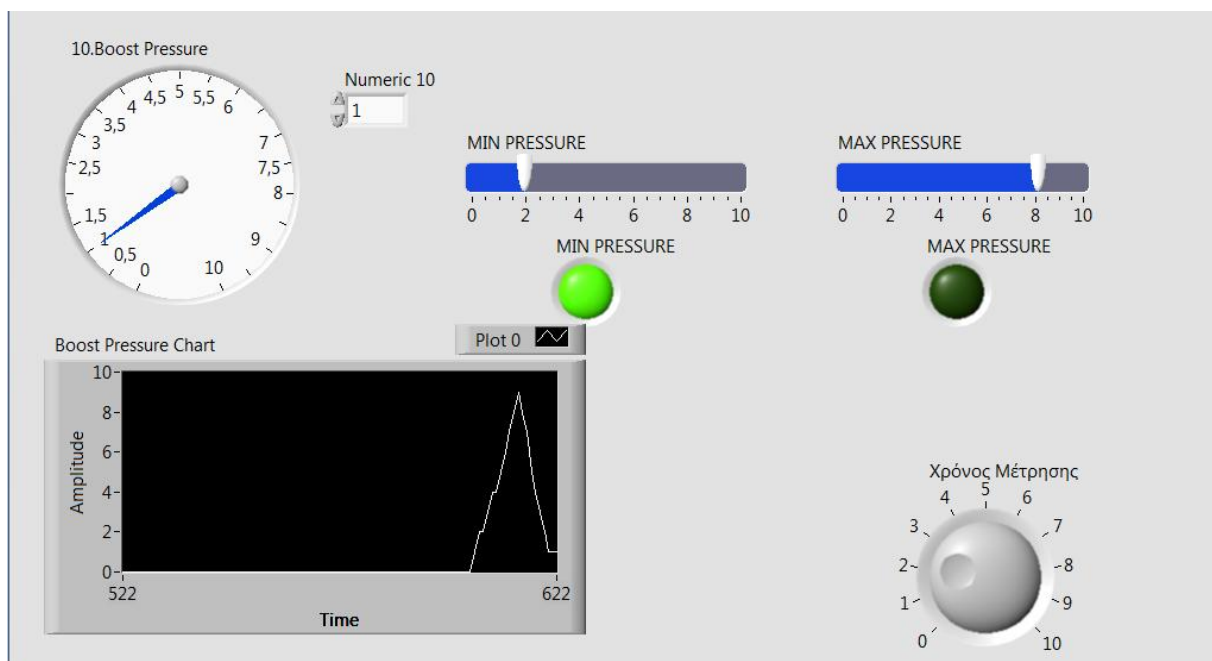 10.Boost Pressure
0
0,5
1
1,5
2,5
3
3,5
4
4,5
5
5,5
6
7
7,5
8
9
10
Numeric 10
1
MIN PRESSURE
0 2 4 6 8 10
MIN PRESSURE
MAX PRESSURE
0 2 4 6 8 10
MAX PRESSURE
Boost Pressure Chart
Plot 0
Amplitude
10
8
6
4
2
0
522 622
Time
Χρόνος Μέτρησης
0
1
2
3
4
5
6
7
8
9
10